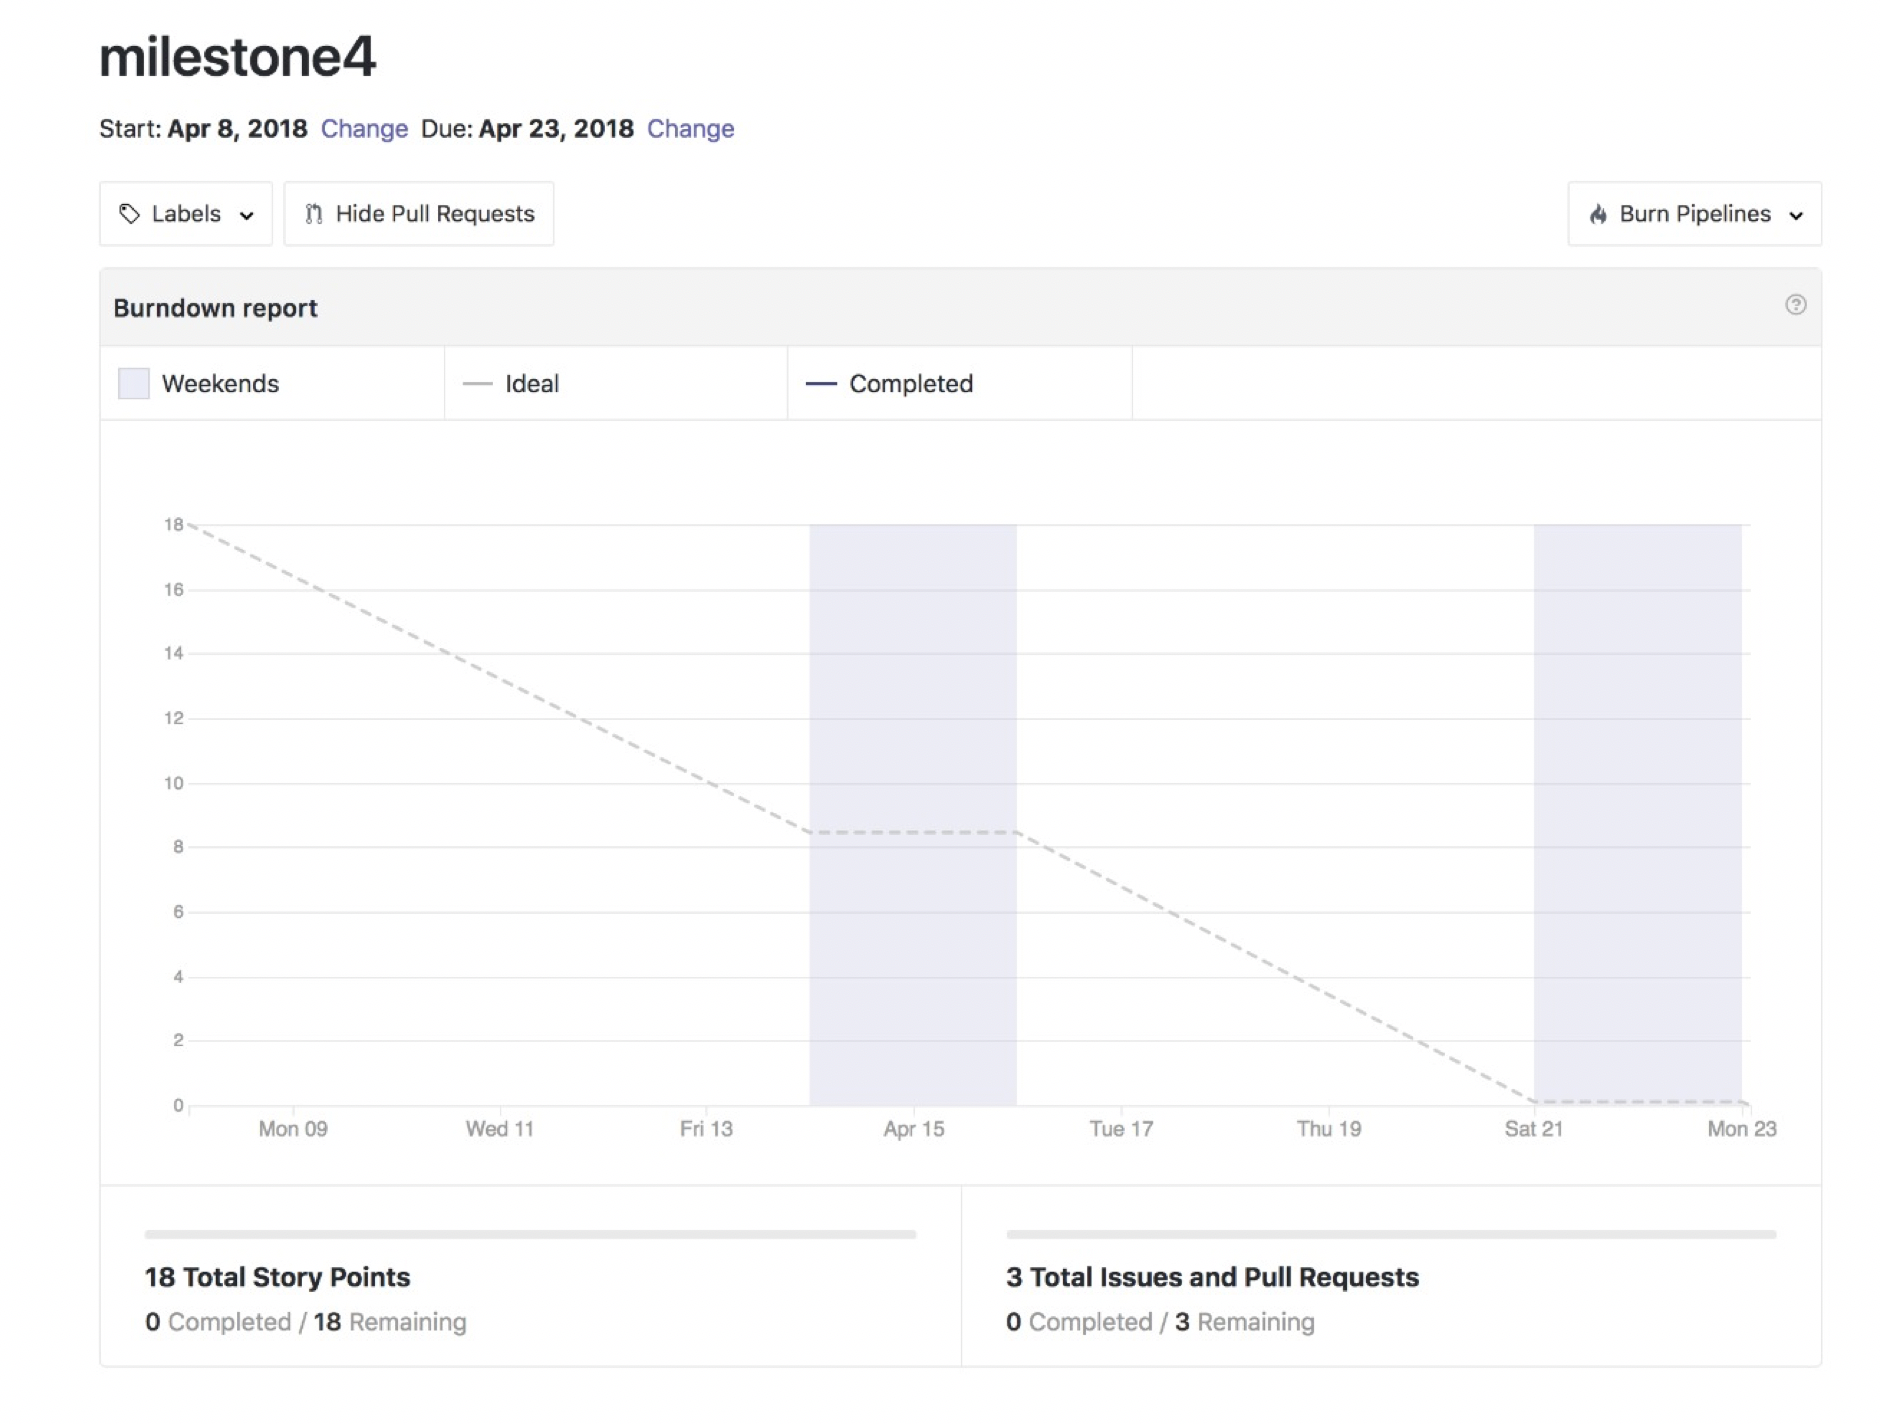 milestone4
Start: Apr 8, 2018 Change Due: Apr 23, 2018 Change
Labels Hide Pull Requests Burn Pipelines
Burndown report
Weekends Ideal Completed
18
16
14
12
10
8
6
4
2
0
Mon 09 Wed 11 Fri 13 Apr 15 Tue 17 Thu 19 Sat 21 Mon 23
18 Total Story Points
0 Completed / 18 Remaining
3 Total Issues and Pull Requests
0 Completed / 3 Remaining